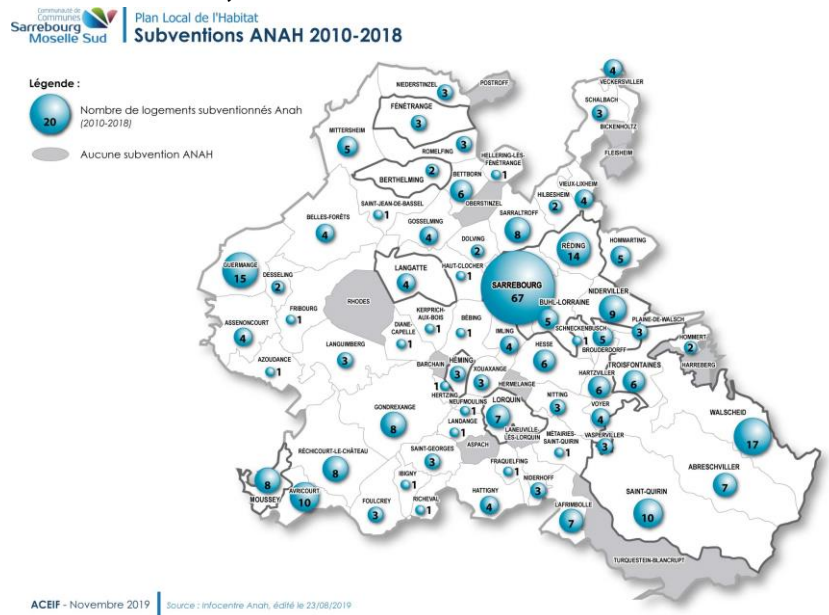 Communauté de
Communes
Sarrebourg
Moselle Sud
Plan Local de l'Habitat
Subventions ANAH 2010-2018
Légende :
20
Nombre de logements subventionnés Anah
(2010-2018)
Aucune subvention ANAH
4
VECKERSVILLER
POSTROFF
NIEDERSTINZEL
3
SCHALBACH
3
BICKENHOLTZ
FLEISHEIM
FÉNÉTRANGE
3
MITTERSHEIM
5
ROMELFING
3
HELLERING-LÈS-
FÉNÉTRANGE
1
BERTHELMING
2
BETTBORN
6
OBERSTINZEL
VIEUX-LIXHEIM
4
HILBESHEIM
2
SAINT-JEAN-DE-BASSEL
1
BELLES-FORÊTS
4
GOSSELMING
4
SARRALTROFF
8
DOLVING
2
RÉDING
14
HOMMARTING
5
GUERMANGE
15
DESSELING
2
LANGATTE
4
HAUT-CLOCHER
1
SARREBOURG
67
RHODES
BUHL-LORRAINE
5
NIDERVILLER
9
PLAINE-DE-WALSCH
3
FRIBOURG
1
KERPRICH-
AUX-BOIS
1
DIANE-
CAPELLE
1
BÉBING
1
IMLING
4
SCHNECKENBUSCH
1
BROUDERDORFF
5
HOMMERT
2
HARREBERG
ASSENONCOURT
4
LANGUIMBERG
3
HESSE
6
TROISFONTAINES
6
AZOUDANCE
1
BARCHAIN
HÉMING
3
XOUAXANGE
3
HERMELANGE
HARTZVILLER
6
HERTZING
1
NEUFMOULINS
1
LORQUIN
7
NITTING
3
VOYER
4
WALSCHEID
17
GONDREXANGE
8
LANDANGE
1
LANEUVILLE-
LÈS-LORQUIN
MÉTAIRIES-
SAINT-QUIRIN
1
VASPERVILLER
3
ABRESCHVILLER
7
RÉCHICOURT-LE-CHÂTEAU
8
SAINT-GEORGES
3
ASPACH
FRAQUELFING
1
MOUSSEY
8
AVRICOURT
10
IBIGNY
1
NIDERHOFF
3
SAINT-QUIRIN
10
FOULCREY
3
RICHEVAL
1
HATTIGNY
4
LAFRIMBOLLE
7
TURQUESTEIN-BLANCRUPT
ACEIF - Novembre 2019
Source : Infocentre Anah, édité le 23/08/2019